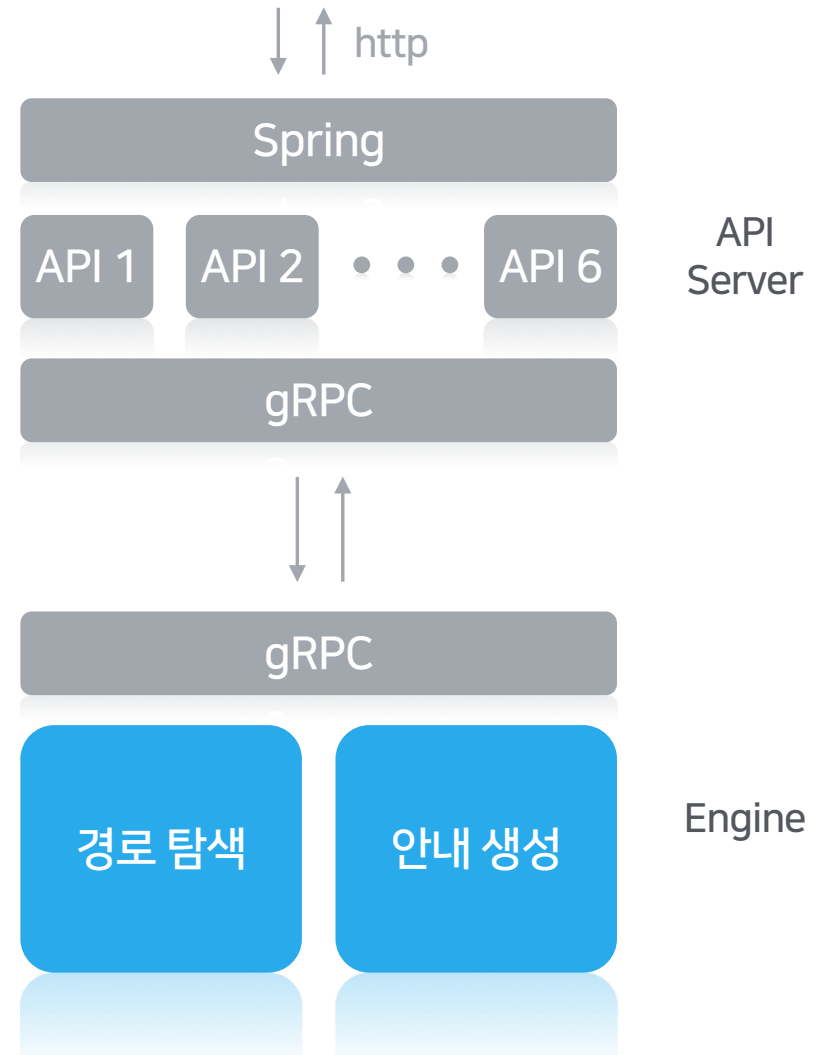 http
Spring
API 1
API 2
API 6
API
Server
gRPC
gRPC
경로 탐색
안내 생성
Engine